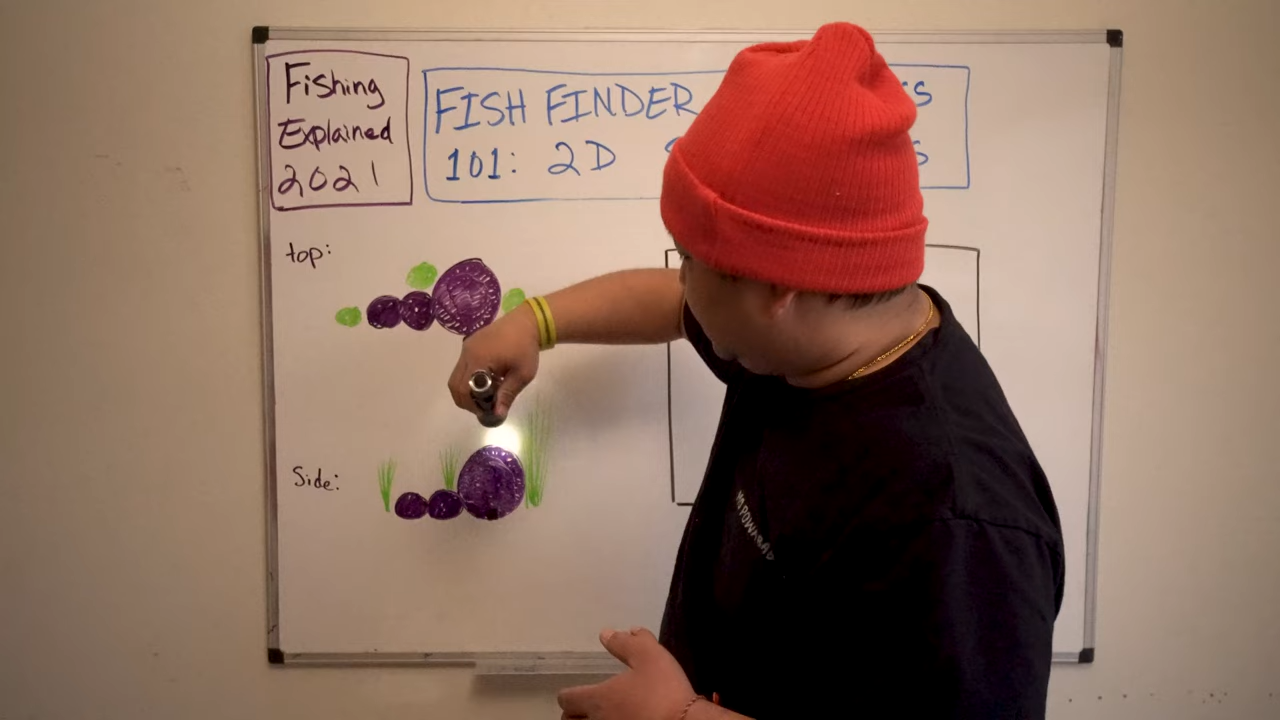 Fishing
Explained
2021
FISH FINDER
101: 2D
top:
Side: